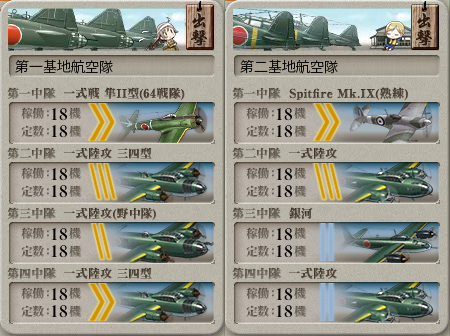 出撃
第一基地航空隊
第一中隊 一式戦 隼II型(64戦隊)
稼働:18機
定数:18機
第二中隊 一式陸攻 三四型
稼働:18機
定数:18機
第三中隊 一式陸攻(野中隊)
稼働:18機
定数:18機
第四中隊 一式陸攻 三四型
稼働:18機
定数:18機
出撃
第二基地航空隊
第一中隊 Spitfire Mk.IX(熟練)
稼働:18機
定数:18機
第二中隊 一式陸攻
稼働:18機
定数:18機
第三中隊 銀河
稼働:18機
定数:18機
第四中隊 一式陸攻
稼働:18機
定数:18機